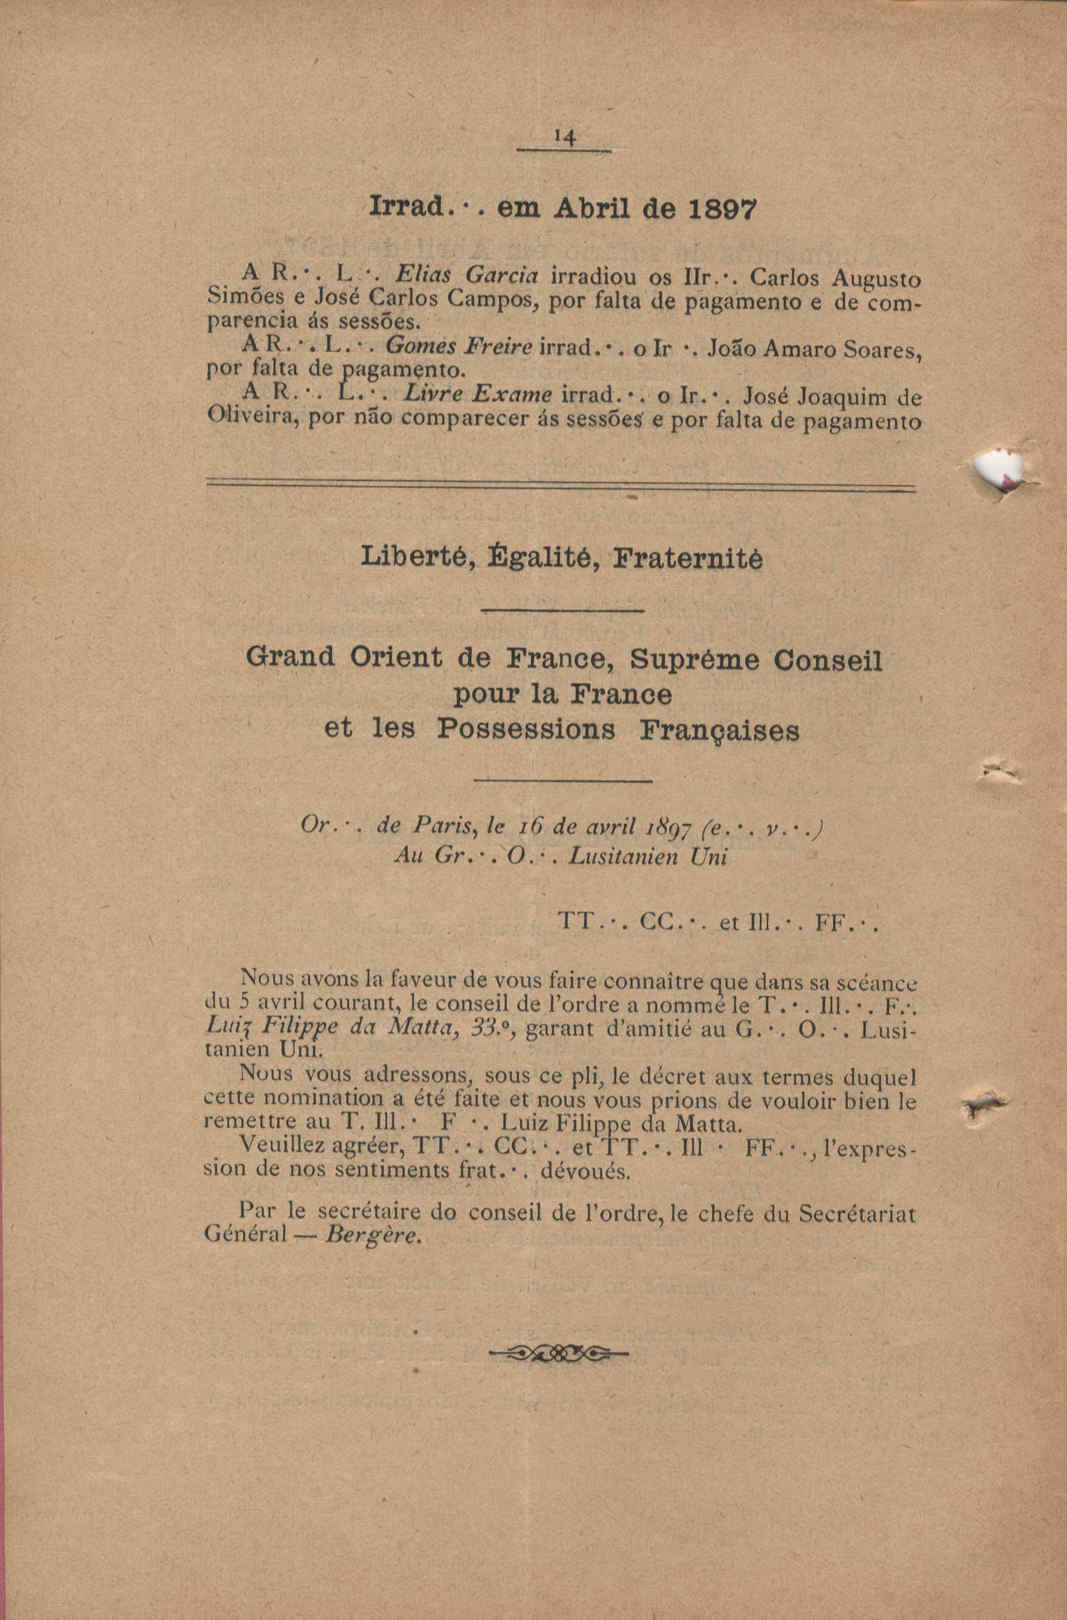 14
Irrad.·. em Abril de 1897
A R.·. L.·. Elias Garcia irradiou os IIr.·. Carlos Augusto
Simões e José Carlos Campos, por falta de pagamento e de com-
parencia ás sessões.
A R.·. L.·. Gomes Freire irrad.·. o Ir ·. João Amaro Soares,
por falta de pagamento.
A R.·. L.·. Livre Exame irrad.·. o Ir.·. José Joaquim de
Oliveira, por não comparecer ás sessões e por falta de pagamento
Liberté, Égalité, Fraternité
Grand Orient de France, Supréme Conseil
pour la France
et les Possessions Françaises
Or.·. de Paris, le 16 de avril 1897 (e.·. v.·.)
Au Gr.·. O.·. Lusitanien Uni
TT.·. CC.·. et Ill.·. FF.·.
Nous avons la faveur de vous faire connaître que dans sa scéance
du 5 avril courant, le conseil de l'ordre a nommé le T.·. Ill.·. F.·.
Luiz Filippe da Matta, 33.º, garant d'amitié au G.·. O.·. Lusi-
tanien Uni.
Nous vous adressons, sous ce pli, le décret aux termes duquel
cette nomination a été faite et nous vous prions de vouloir bien le
remettre au T. Ill.· F ·. Luiz Filippe da Matta.
Veuillez agréer, TT.·. CC.·. et TT.·. Ill · FF.·., l'expres-
sion de nos sentiments frat.·. dévoués.
Par le secrétaire do conseil de l'ordre, le chefe du Secrétariat
Général — Bergère.